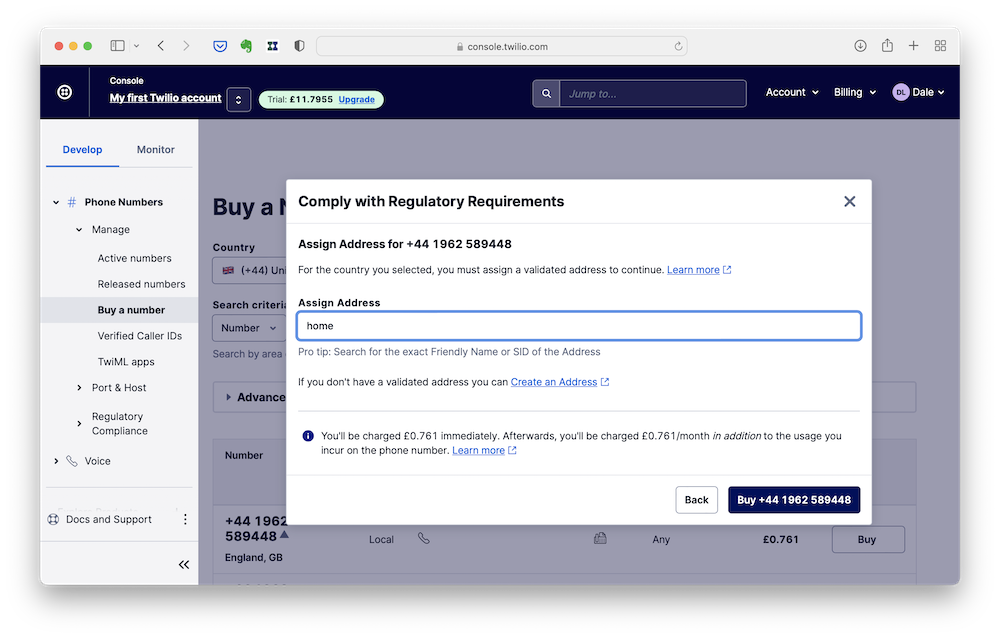 console.twilio.com
Console
My first Twilio account
Trial: £11.7955 Upgrade
Jump to...
Account
Billing
DL Dale
Develop
Monitor
# Phone Numbers
Manage
Active numbers
Released numbers
Buy a number
Verified Caller IDs
TwiML apps
Port & Host
Regulatory
Compliance
Voice
Docs and Support
Buy a N
Country
(+44) Uni
Search criteria
Number
Search by area
Advance
Number
Comply with Regulatory Requirements
Assign Address for +44 1962 589448
For the country you selected, you must assign a validated address to continue. Learn more
Assign Address
home
Pro tip: Search for the exact Friendly Name or SID of the Address
If you don't have a validated address you can Create an Address
You'll be charged £0.761 immediately. Afterwards, you'll be charged £0.761/month in addition to the usage you
incur on the phone number. Learn more
Back
Buy +44 1962 589448
+44 1962
589448
England, GB
Local
Any
£0.761
Buy